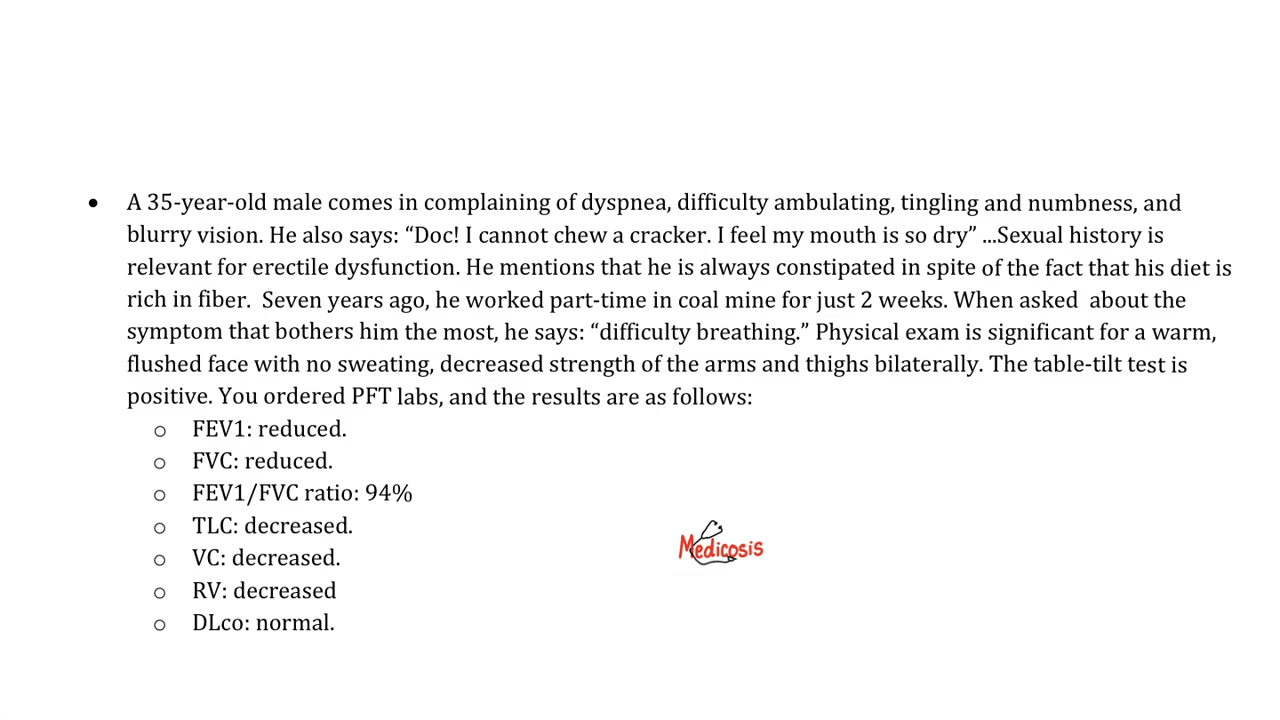 • A 35-year-old male comes in complaining of dyspnea, difficulty ambulating, tingling and numbness, and
blurry vision. He also says: “Doc! I cannot chew a cracker. I feel my mouth is so dry” ...Sexual history is
relevant for erectile dysfunction. He mentions that he is always constipated in spite of the fact that his diet is
rich in fiber. Seven years ago, he worked part-time in coal mine for just 2 weeks. When asked about the
symptom that bothers him the most, he says: “difficulty breathing.” Physical exam is significant for a warm,
flushed face with no sweating, decreased strength of the arms and thighs bilaterally. The table-tilt test is
positive. You ordered PFT labs, and the results are as follows:
o FEV1: reduced.
o FVC: reduced.
o FEV1/FVC ratio: 94%
o TLC: decreased.
o VC: decreased.
o RV: decreased
o DLco: normal.
Medicosis